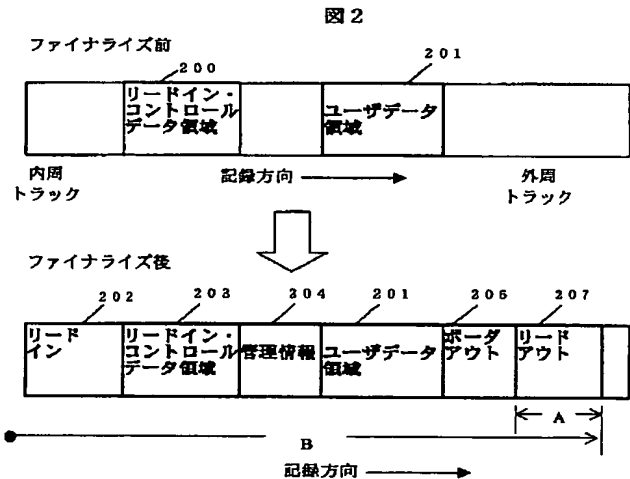 図2
ファイナライズ前
200
201
リードイン・
コントロール
データ領域
ユーザデータ
領域
内周
トラック
記録方向
外周
トラック
ファイナライズ後
202
203
204
201
206
207
リード
イン
リードイン・
コントロール
データ領域
管理情報
ユーザデータ
領域
ボーダ
アウト
リード
アウト
A
B
記録方向